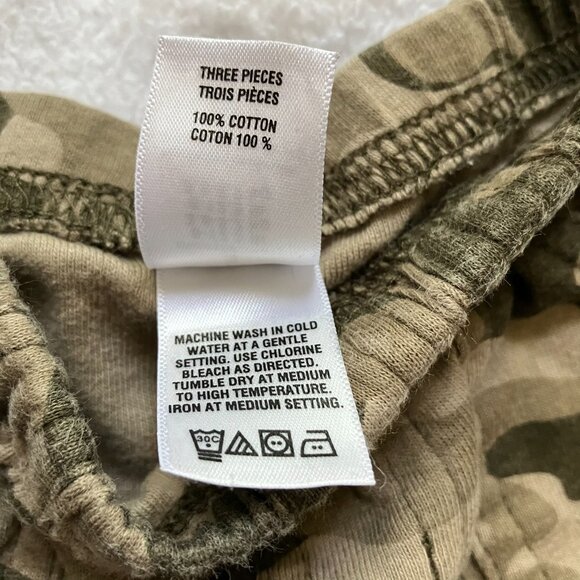 THREE PIECES
TROIS PIÈCES
100% COTTON
COTON 100 %
MACHINE WASH IN COLD
WATER AT A GENTLE
SETTING. USE CHLORINE
BLEACH AS DIRECTED.
TUMBLE DRY AT MEDIUM
TO HIGH TEMPERATURE.
IRON AT MEDIUM SETTING.
30C